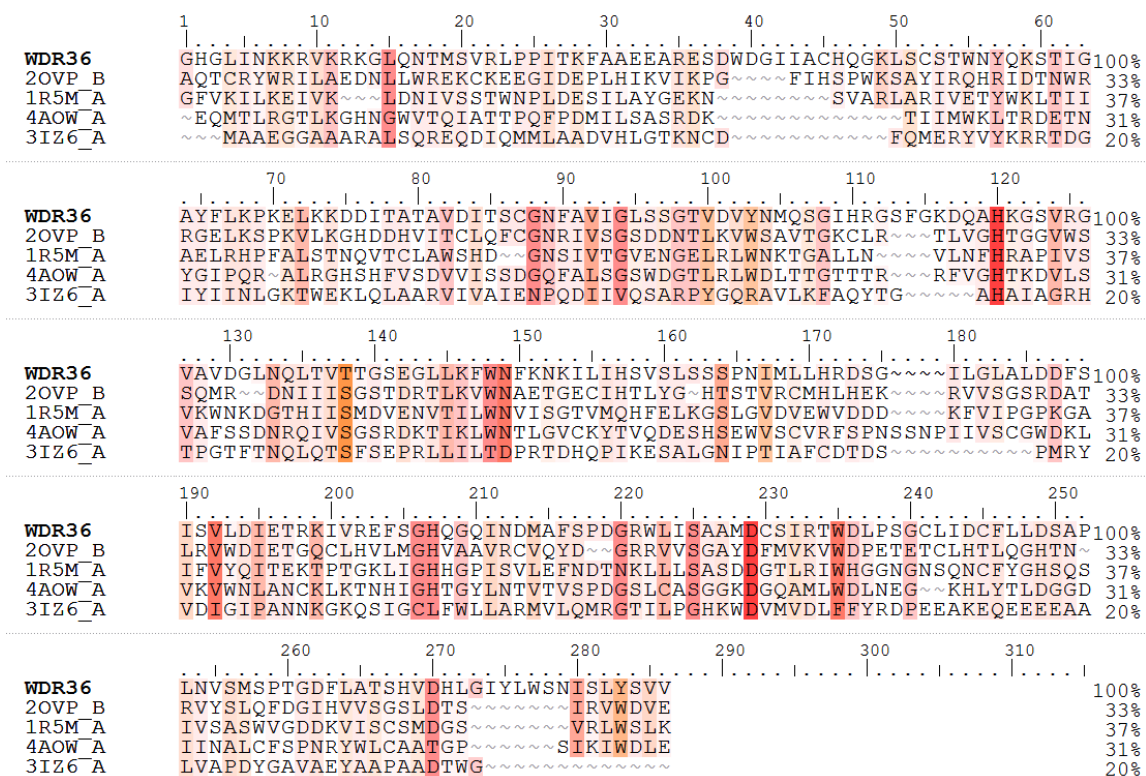 1 10 20 30 40 50 60
WDR36 GHGLINKKRVKRKGLQNTMSVRLPPITKFAAEEARESDWDGIIACHQGKLSCSTWNYQKSTIG 100%
2OVP_B AQTCRYWRILAEDNLLWREKCKEEGIDEPLHIKVIKPG~~~~FIHSPWKSAYIRQHRIDTNWR 33%
1R5M_A GFVKILKEIVK~~~LDNIVSSTWNPLDESILAYGEKN~~~~~~~~SVARLARIVETYWKLTII 37%
4AOW_A ~EQMTLRGTLKGHNGWVTQIATTPQFPDMILSASRDK~~~~~~~~~~~~~TIIMWKLTRDETN 31%
3IZ6_A ~~~MAAEGGAAARALSQREQDIQMMLAADVHLGTKNCD~~~~~~~~~~~FQMERYVYKRRTDG 20%
70 80 90 100 110 120
WDR36 AYFLKPKELKKDDITATAVDITSCGNFAVIGLSSGTVDVYNMQSGIHRGSFGKDQAHKGSVRG 100%
2OVP_B RGELKSPKVLKGHDDHVITCLQFCGNRIVSGSDDNTLKVWSAVTGKCLR~~~TLVGHTGGVWS 33%
1R5M_A AELRHPFALSTNQVTCLAWSHD~~GNSIVTGVENGELRLWNKTGALLN~~~~VLNFHRAPIVS 37%
4AOW_A YGIPQR~ALRGHSHFVSDVVISSDGQFALSGSWDGTLRLWDLTTGTTTR~~~RFVGHTKDVLS 31%
3IZ6_A IYIINLGKTWEKLQLAARVIVAIENPQDIIVQSARPYGQRAVLKFAQYTG~~~~~AHAIAGRH 20%
130 140 150 160 170 180
WDR36 VAVDGLNQLTVTTGSEGLLKFWNFKNKILIHSVSLSSSPNIMLLHRDSG~~~~ILGLALDDFS 100%
2OVP_B SQMR~~DNIIISGSTDRTLKVWNAETGECIHTLYG~HTSTVRCMHLHEK~~~~RVVSGSRDAT 33%
1R5M_A VKWNKDGTHIISMDVENVTILWNVISGTVMQHFELKGSLGVDVEWVDDD~~~~KFVIPGPKGA 37%
4AOW_A VAFSSDNRQIVSGSRDKTIKLWNTLGVCKYTVQDESHSEWVSCVRFSPNSSNPILVSCGWDKL 31%
3IZ6_A TPGTFTNQLQTSFSEPRLLILTDPRTDHQPIKESALGNIPTIAFCDTDS~~~~~~~~~~PMRY 20%
190 200 210 220 230 240 250
WDR36 ISVLDIETRKIVREFSGHQGQINDMAFSPDGRWLISAAMDCSIRTWDLPSGCLIDCFLLDSAP 100%
2OVP_B LRVWDIETGQCLHVLMGHVAAVRCVQYD~~GRRVVSGAYDFMVKVWDPETETCLHTLQGHTN~ 33%
1R5M_A IFVYQITEKTPTGKLIGHHGPISVLEFNDTNKLLLSASDDGTLRIWHGGNGNSQNCFYGHSQS 37%
4AOW_A VKVWNLANCKLKTNHIGHTGYLNTVTVSPDGSLCASGGKDGQAMLWDLNEG~~KHLYTLDGGD 31%
3IZ6_A VDIGIPANNKGKQSIGCLFWLLARMVLQMRGTILPGHKWDVMVDLFFYRDPEEAKEQEEEEAA 20%
260 270 280 290 300 310
WDR36 LNVSMSPTGDFLATSHVDHLGIYLWSNISLYSVV 100%
2OVP_B RVYSLQFDGIHVVSGSLDTS~~~~~~~IRVWDVE 33%
1R5M_A IVSASWVGDDKVISCSMDGS~~~~~~~VRLWSLK 37%
4AOW_A IINALCFSPNRYWLCAATGP~~~~~~SIKIWDLE 31%
3IZ6_A LVAPDYGAVAEYAAPAADTWG~~~~~~~~~~~~~ 20%